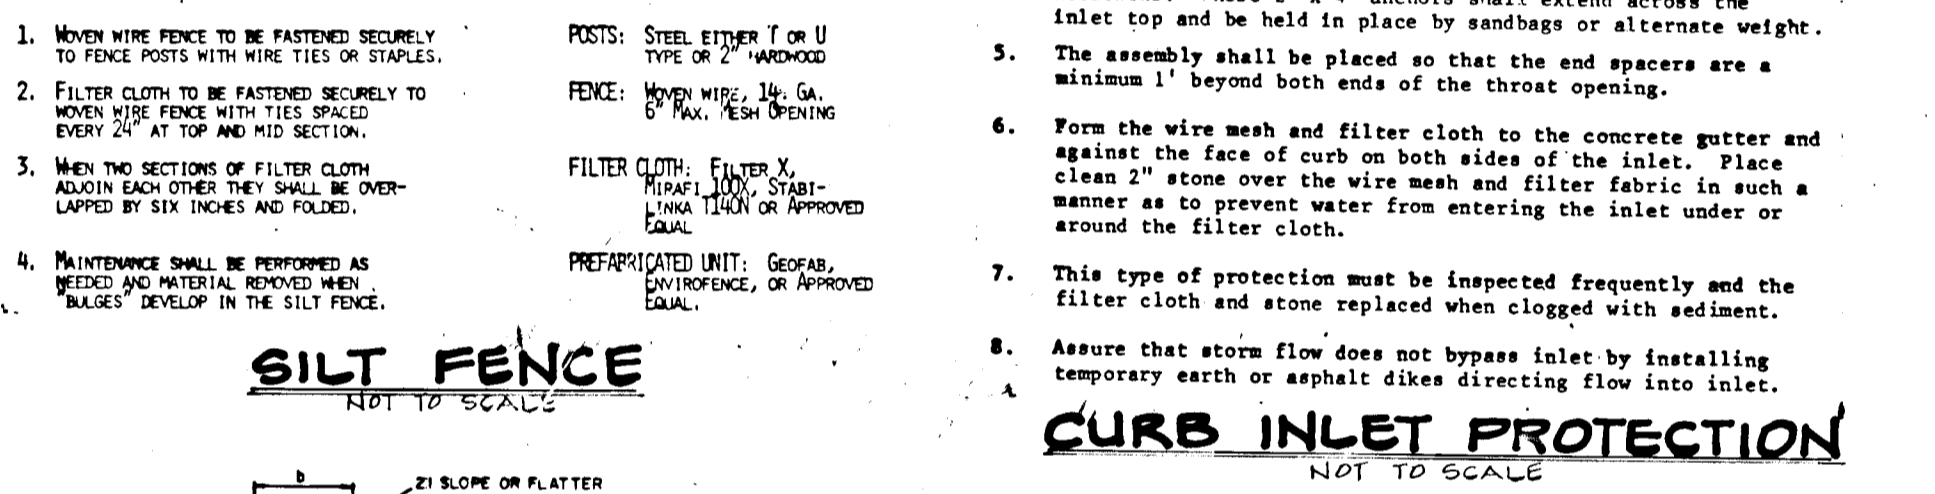 1. WOVEN WIRE FENCE TO BE FASTENED SECURELY
TO FENCE POSTS WITH WIRE TIES OR STAPLES.
2. FILTER CLOTH TO BE FASTENED SECURELY TO
WOVEN WIRE FENCE WITH TIES SPACED
EVERY 24" AT TOP AND MID SECTION.
3. WHEN TWO SECTIONS OF FILTER CLOTH
ADJOIN EACH OTHER THEY SHALL BE OVER-
LAPPED BY SIX INCHES AND FOLDED.
4. MAINTENANCE SHALL BE PERFORMED AS
NEEDED AND MATERIAL REMOVED WHEN
"BULGES" DEVELOP IN THE SILT FENCE.
POSTS: STEEL EITHER T OR U
TYPE OR 2" HARDWOOD
FENCE: WOVEN WIRE, 14. GA.
6" MAX. MESH OPENING
FILTER CLOTH: FILTER X,
MIRAFI 100X, STABI-
LINKA T140N OR APPROVED
EQUAL
PREFABRICATED UNIT: GEOFAB,
ENVIROFENCE, OR APPROVED
EQUAL.
SILT FENCE
NOT TO SCALE
b
2:1 SLOPE OR FLATTER
anchors shall extend across the
inlet top and be held in place by sandbags or alternate weight.
5. The assembly shall be placed so that the end spacers are a
minimum 1' beyond both ends of the throat opening.
6. Form the wire mesh and filter cloth to the concrete gutter and
against the face of curb on both sides of the inlet. Place
clean 2" stone over the wire mesh and filter fabric in such a
manner as to prevent water from entering the inlet under or
around the filter cloth.
7. This type of protection must be inspected frequently and the
filter cloth and stone replaced when clogged with sediment.
8. Assure that storm flow does not bypass inlet by installing
temporary earth or asphalt dikes directing flow into inlet.
CURB INLET PROTECTION
NOT TO SCALE